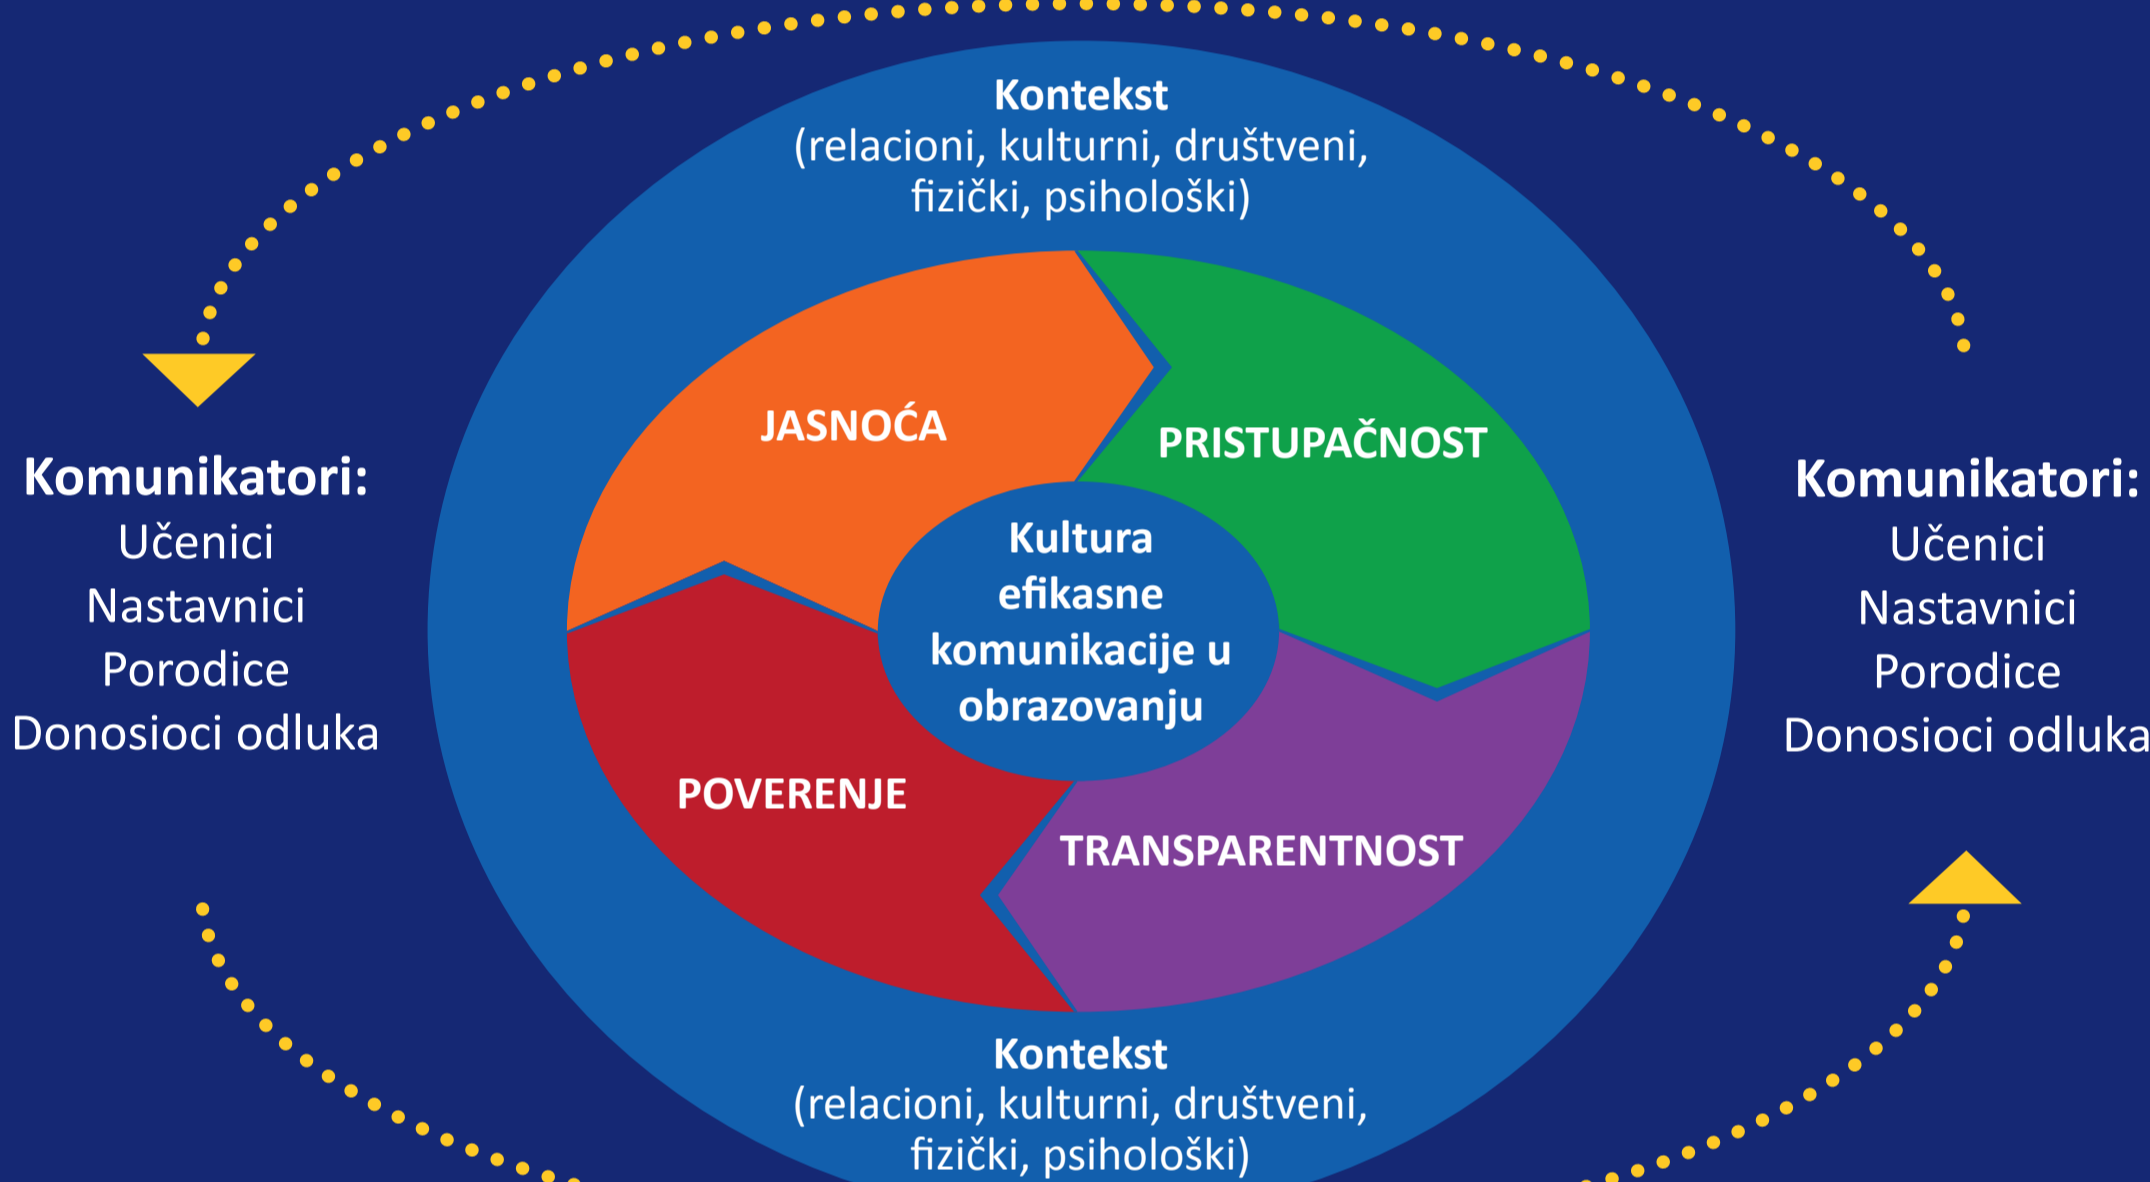 Kontekst
(relacioni, kulturni, društveni,
fizički, psihološki)
JASNOĆA
PRISTUPAČNOST
Komunikatori:
Učenici
Nastavnici
Porodice
Donosioci odluka
Kultura
efikasne
komunikacije u
obrazovanju
Komunikatori:
Učenici
Nastavnici
Porodice
Donosioci odluka
POVERENJE
TRANSPARENTNOST
Kontekst
(relacioni, kulturni, društveni,
fizički, psihološki)